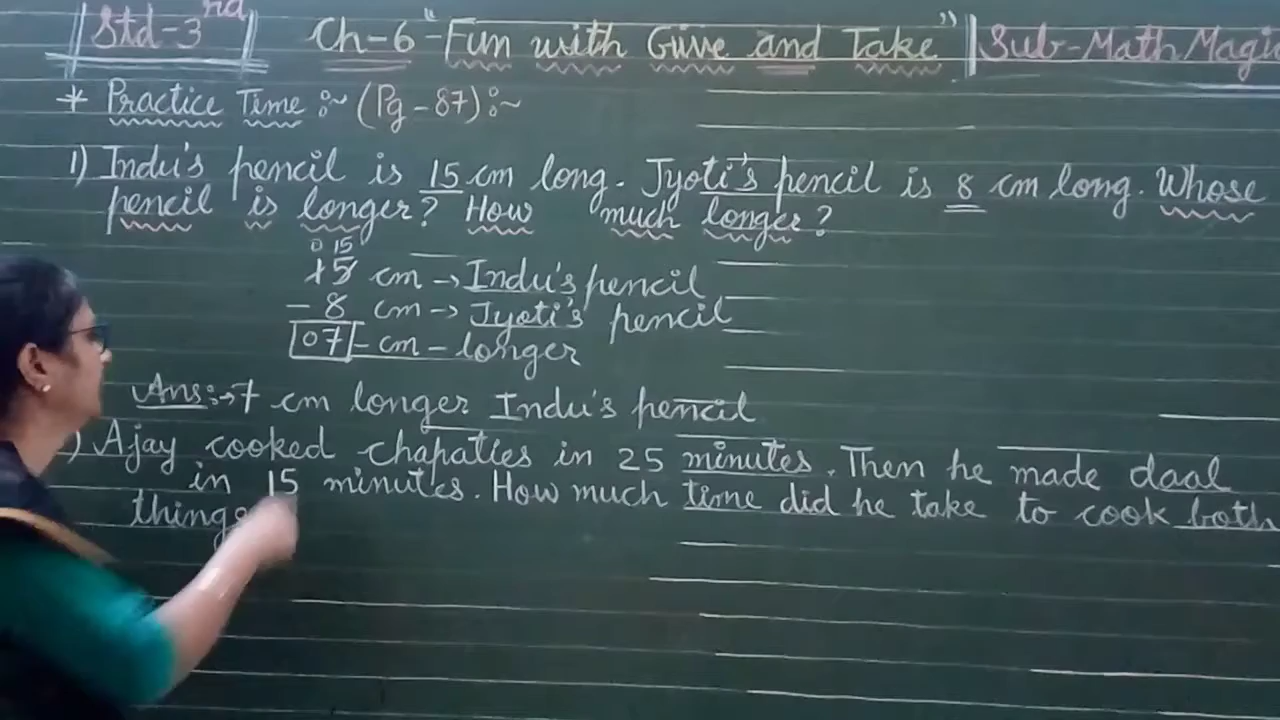 Std-3rd Ch-6 "Fun with Give and Take" Sub-Math Magi
* Practice Time :~ (Pg-87):~
1) Indu's pencil is 15 cm long. Jyoti's pencil is 8 cm long. Whose
pencil is longer? How much longer?
0 15
15 cm → Indu's pencil
- 8 cm → Jyoti's pencil
07 - cm - longer
Ans:→ 7 cm longer Indu's pencil
) Ajay cooked chapaties in 25 minutes. Then he made daal
in 15 minutes. How much time did he take to cook both
things